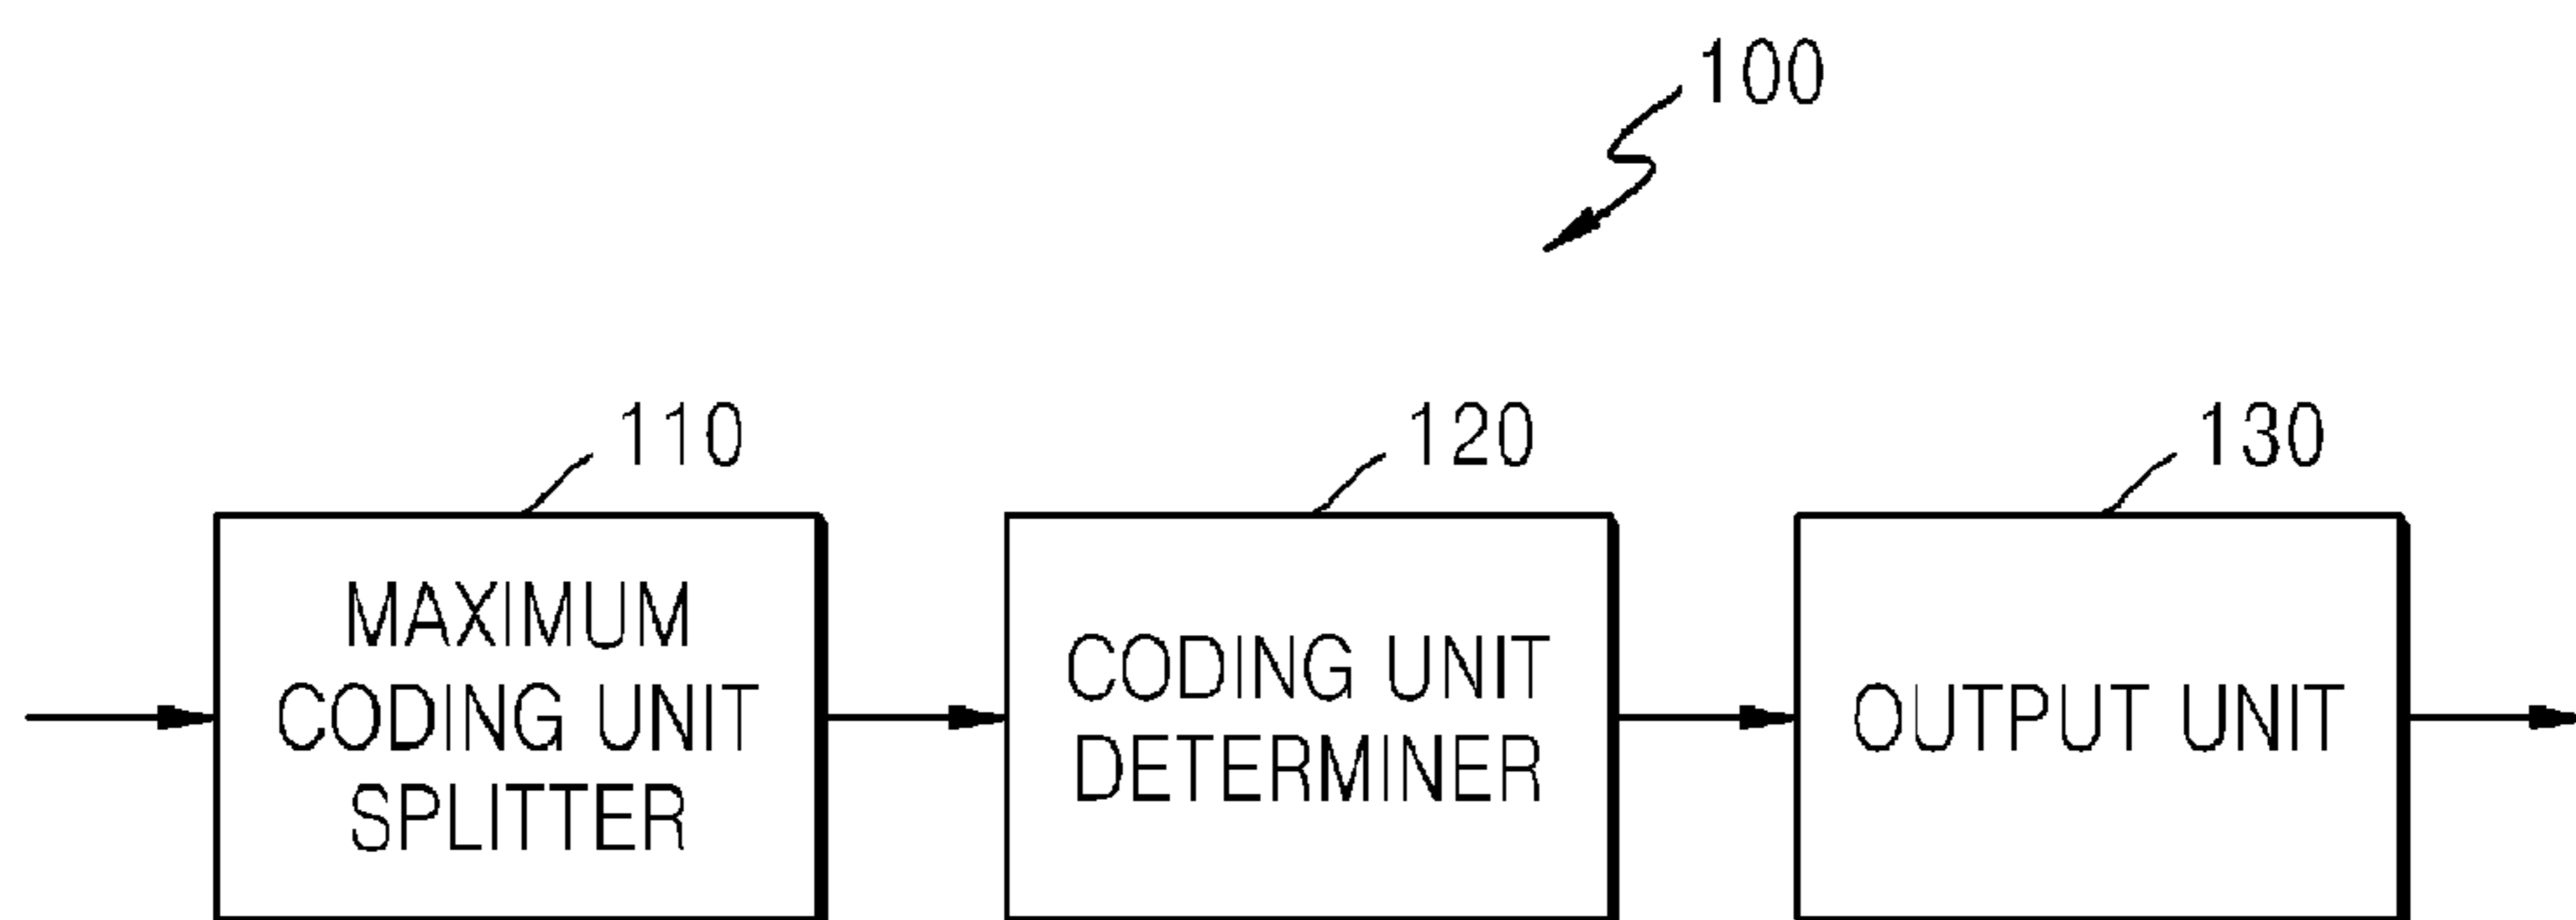 100
110
120
130
MAXIMUM
CODING UNIT
SPLITTER
CODING UNIT
DETERMINER
OUTPUT UNIT